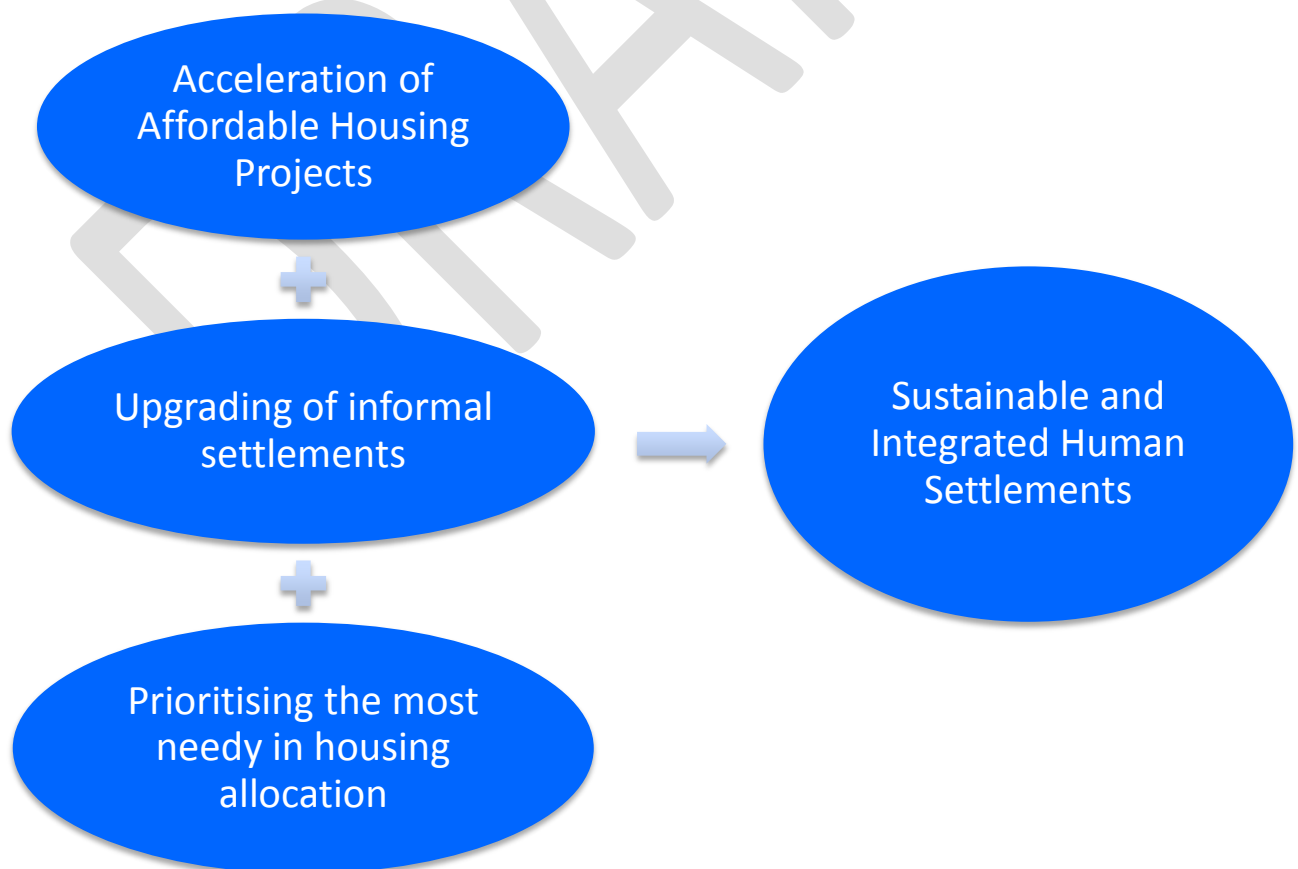 Acceleration of
Affordable Housing
Projects
Upgrading of informal
settlements
Prioritising the most
needy in housing
allocation
Sustainable and
Integrated Human
Settlements